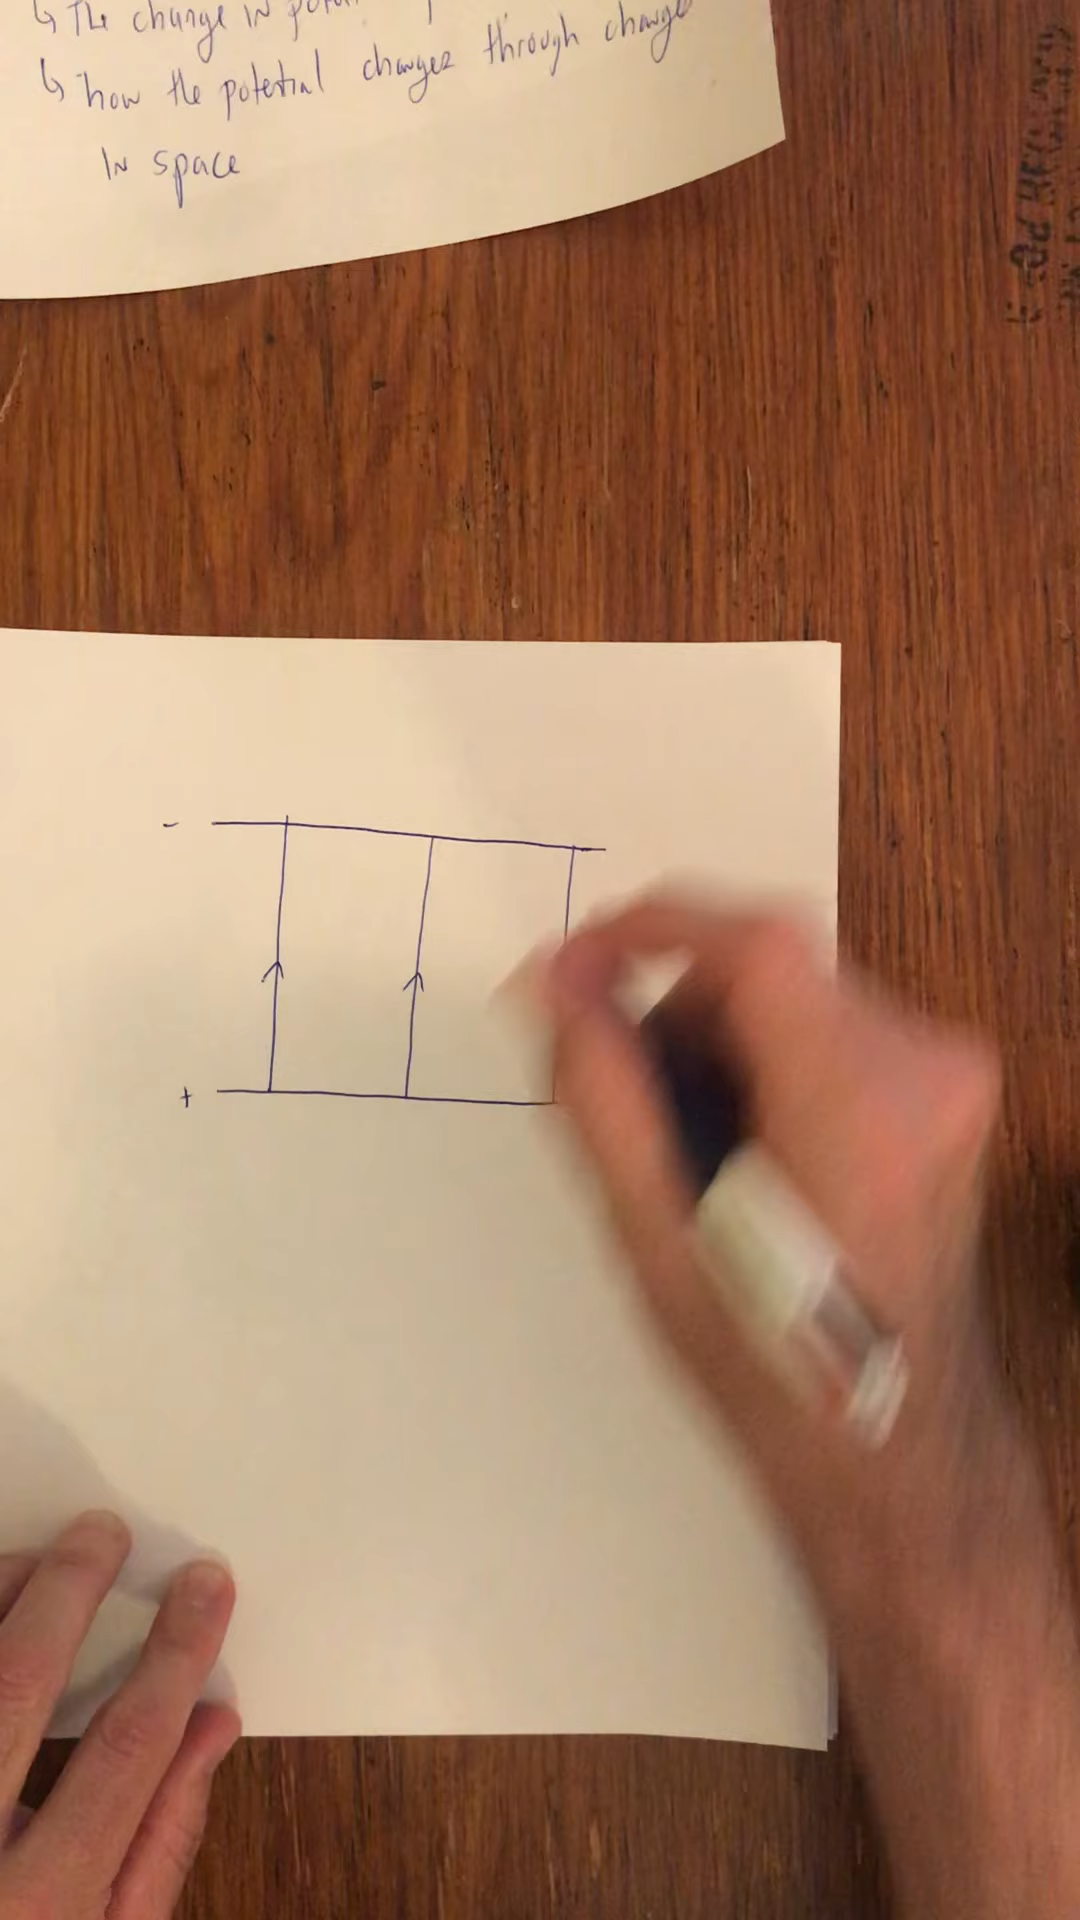 ↳ The change in
↳ how the potential changes through change
IN space
-
+